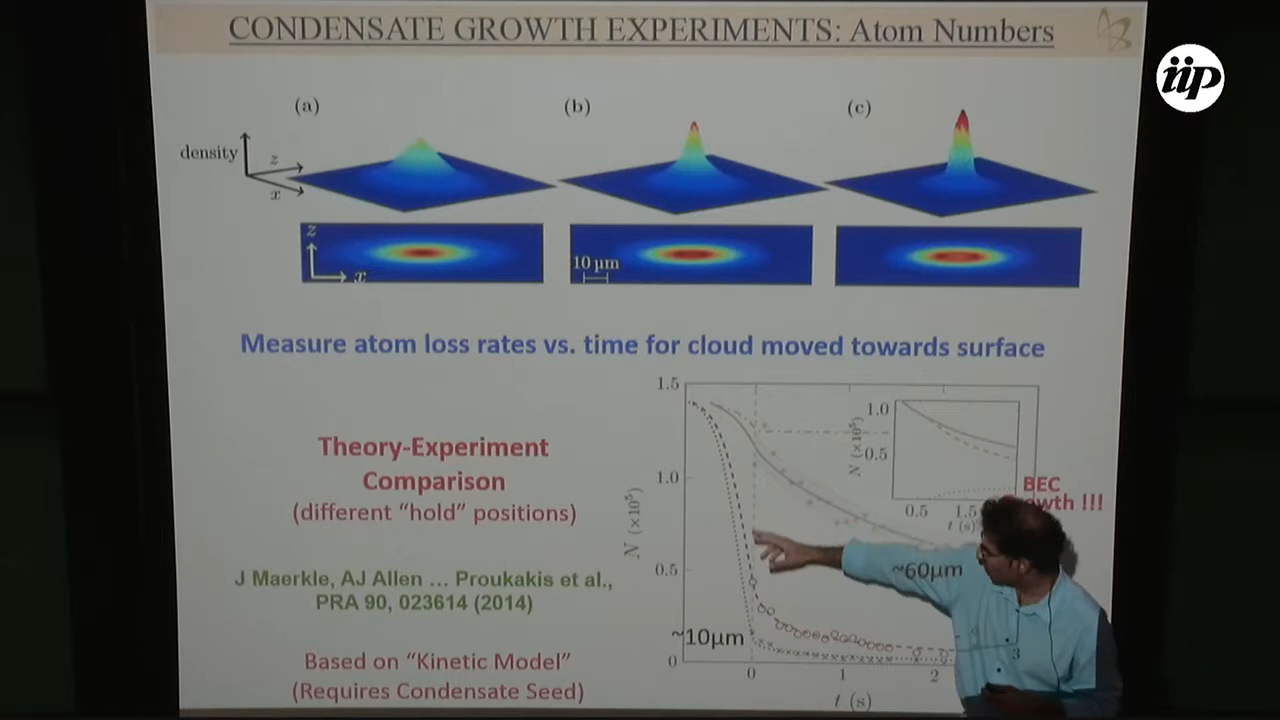 CONDENSATE GROWTH EXPERIMENTS: Atom Numbers
iip
(a)
(b)
(c)
density
z
x
z
x
10 μm
Measure atom loss rates vs. time for cloud moved towards surface
Theory-Experiment
Comparison
(different “hold” positions)
J Maerkle, AJ Allen ... Proukakis et al.,
PRA 90, 023614 (2014)
Based on “Kinetic Model”
(Requires Condensate Seed)
1.5
1.0
0.5
0
N (×10⁵)
0
1
2
3
t (s)
1.0
0.5
N (×10⁵)
0.5
1.5
t (s)
BEC
!!!
~60μm
~10μm